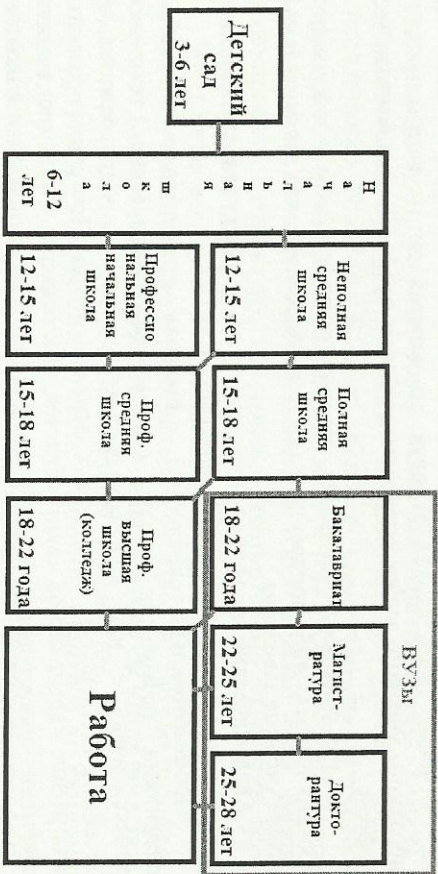 ВУЗы
Детский
сад
3-6 лет
Начальная школа
6-12
лет
Неполная
средняя
школа
12-15 лет
Полная
средняя
школа
15-18 лет
Бакалавриат
18-22 года
Магист-
ратура
22-25 лет
Докто-
рантура
25-28 лет
Профессио
нальная
начальная
школа
12-15 лет
Проф.
средняя
школа
15-18 лет
Проф.
высшая
школа
(колледж)
18-22 года
Работа